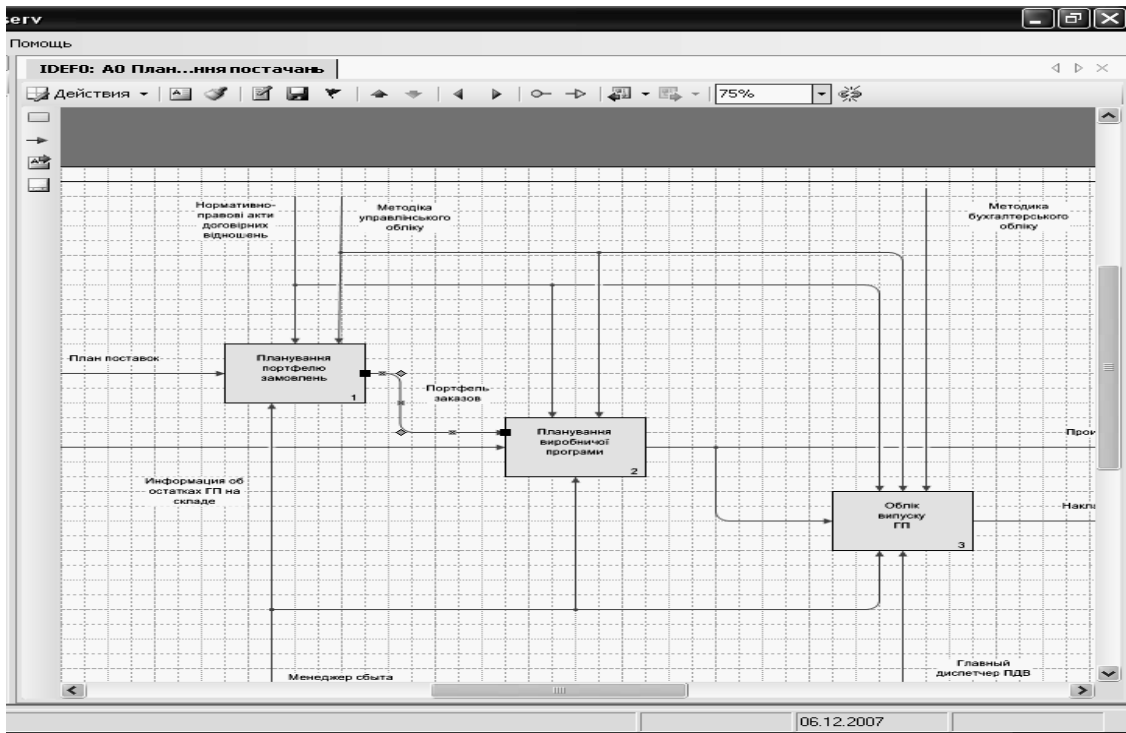 serv
Помощь
IDEF0: A0 План...ння постачань
Действия
75%
Нормативно-
правові акти
договірних
відношень
Методіка
управлінського
обліку
Методика
бухгалтерського
обліку
План поставок
Планування
портфелю
замовлень
1
Портфель
заказов
Планування
виробничої
програми
2
Прои
Информация об
остатках ГП на
складе
Облік
випуску
ГП
3
Накла
Менеджер сбыта
Главный
диспетчер ПДВ
06.12.2007